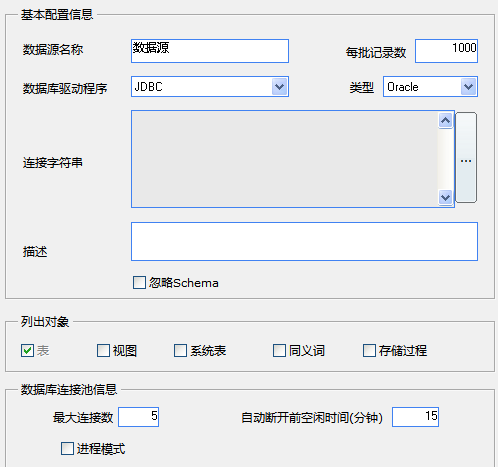 基本配置信息
数据源名称 数据源 每批记录数 1000
数据库驱动程序 JDBC 类型 Oracle
连接字符串 ...
描述
忽略Schema
列出对象
表 视图 系统表 同义词 存储过程
数据库连接池信息
最大连接数 5 自动断开前空闲时间(分钟) 15
进程模式